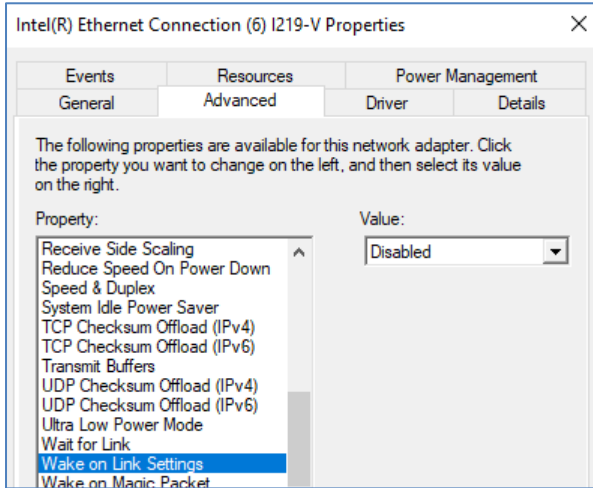 Intel(R) Ethernet Connection (6) I219-V Properties
Events Resources Power Management
General Advanced Driver Details
The following properties are available for this network adapter. Click
the property you want to change on the left, and then select its value
on the right.
Property:
Value:
Receive Side Scaling
Disabled
Reduce Speed On Power Down
Speed & Duplex
System Idle Power Saver
TCP Checksum Offload (IPv4)
TCP Checksum Offload (IPv6)
Transmit Buffers
UDP Checksum Offload (IPv4)
UDP Checksum Offload (IPv6)
Ultra Low Power Mode
Wait for Link
Wake on Link Settings
Wake on Magic Packet